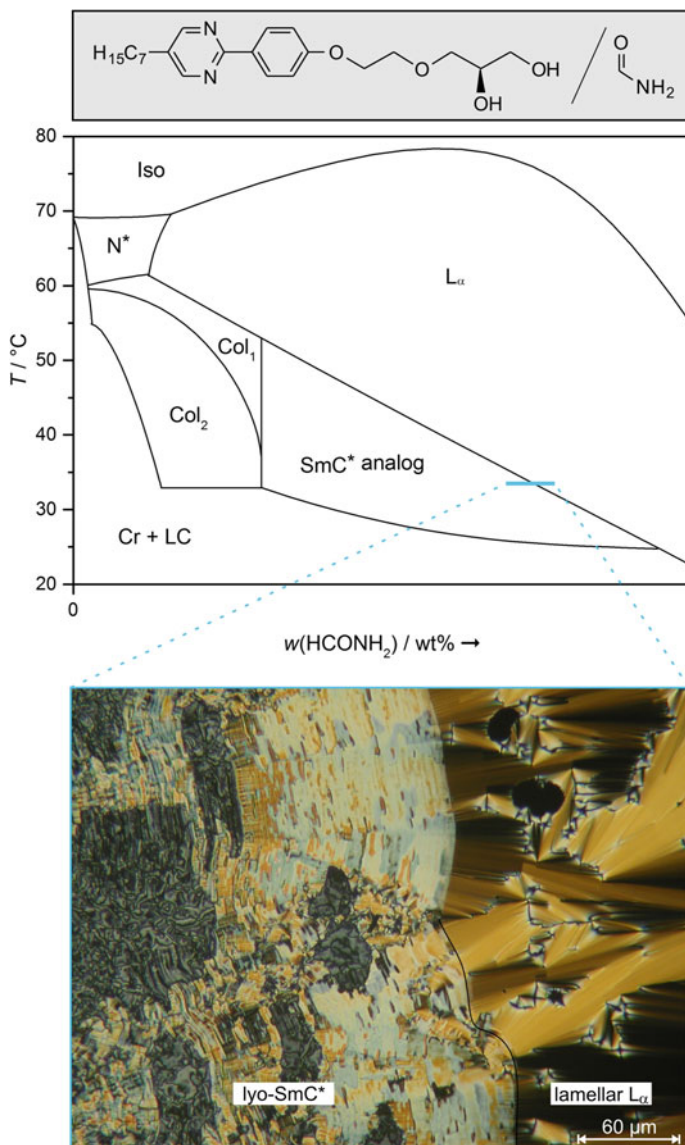 H₁₅C₇
N
N
O
O
OH
OH
O
NH₂
80
70
60
50
40
30
20
T / °C
Iso
N*
Lα
Col₁
Col₂
SmC* analog
Cr + LC
0
w(HCONH₂) / wt% →
lyo-SmC*
lamellar Lα
60 µm